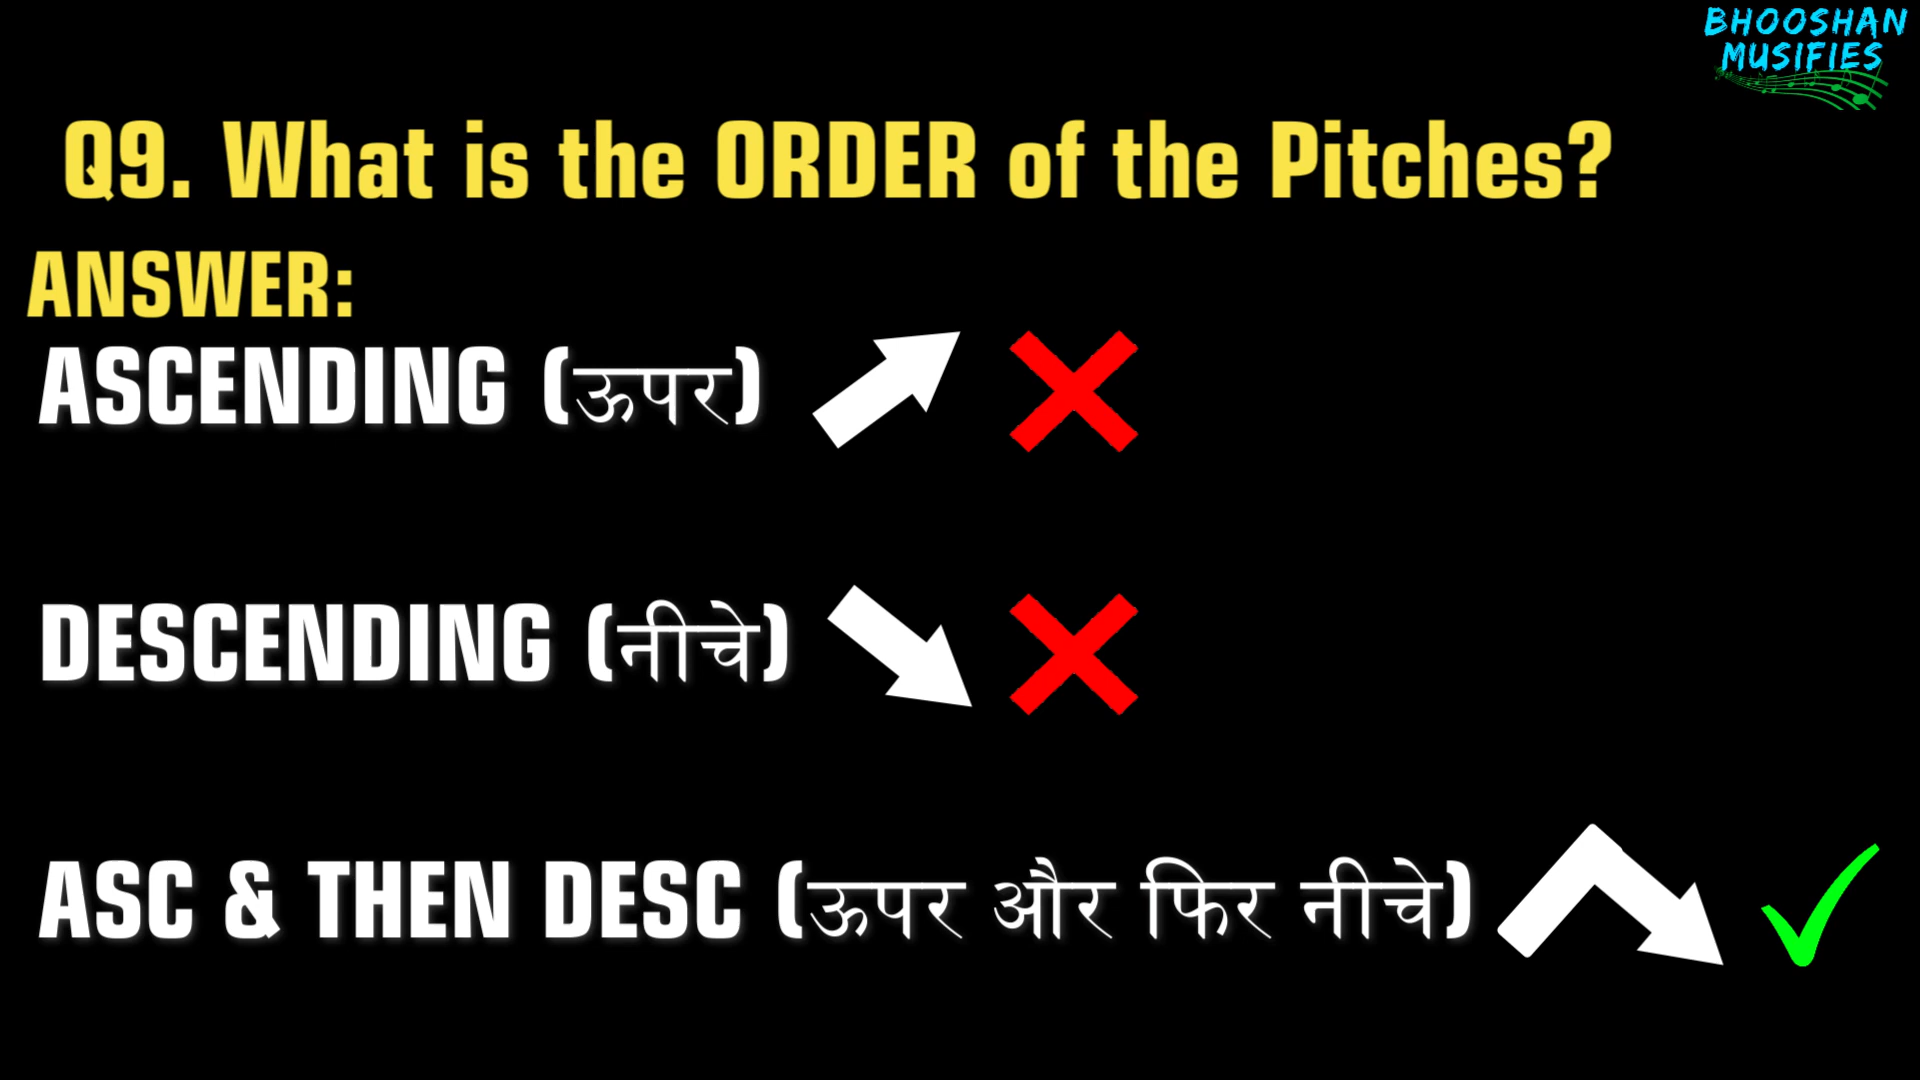 BHOOSHAN
MUSIFIES
Q9. What is the ORDER of the Pitches?
ANSWER:
ASCENDING (ऊपर)
DESCENDING (नीचे)
ASC & THEN DESC (ऊपर और फिर नीचे)